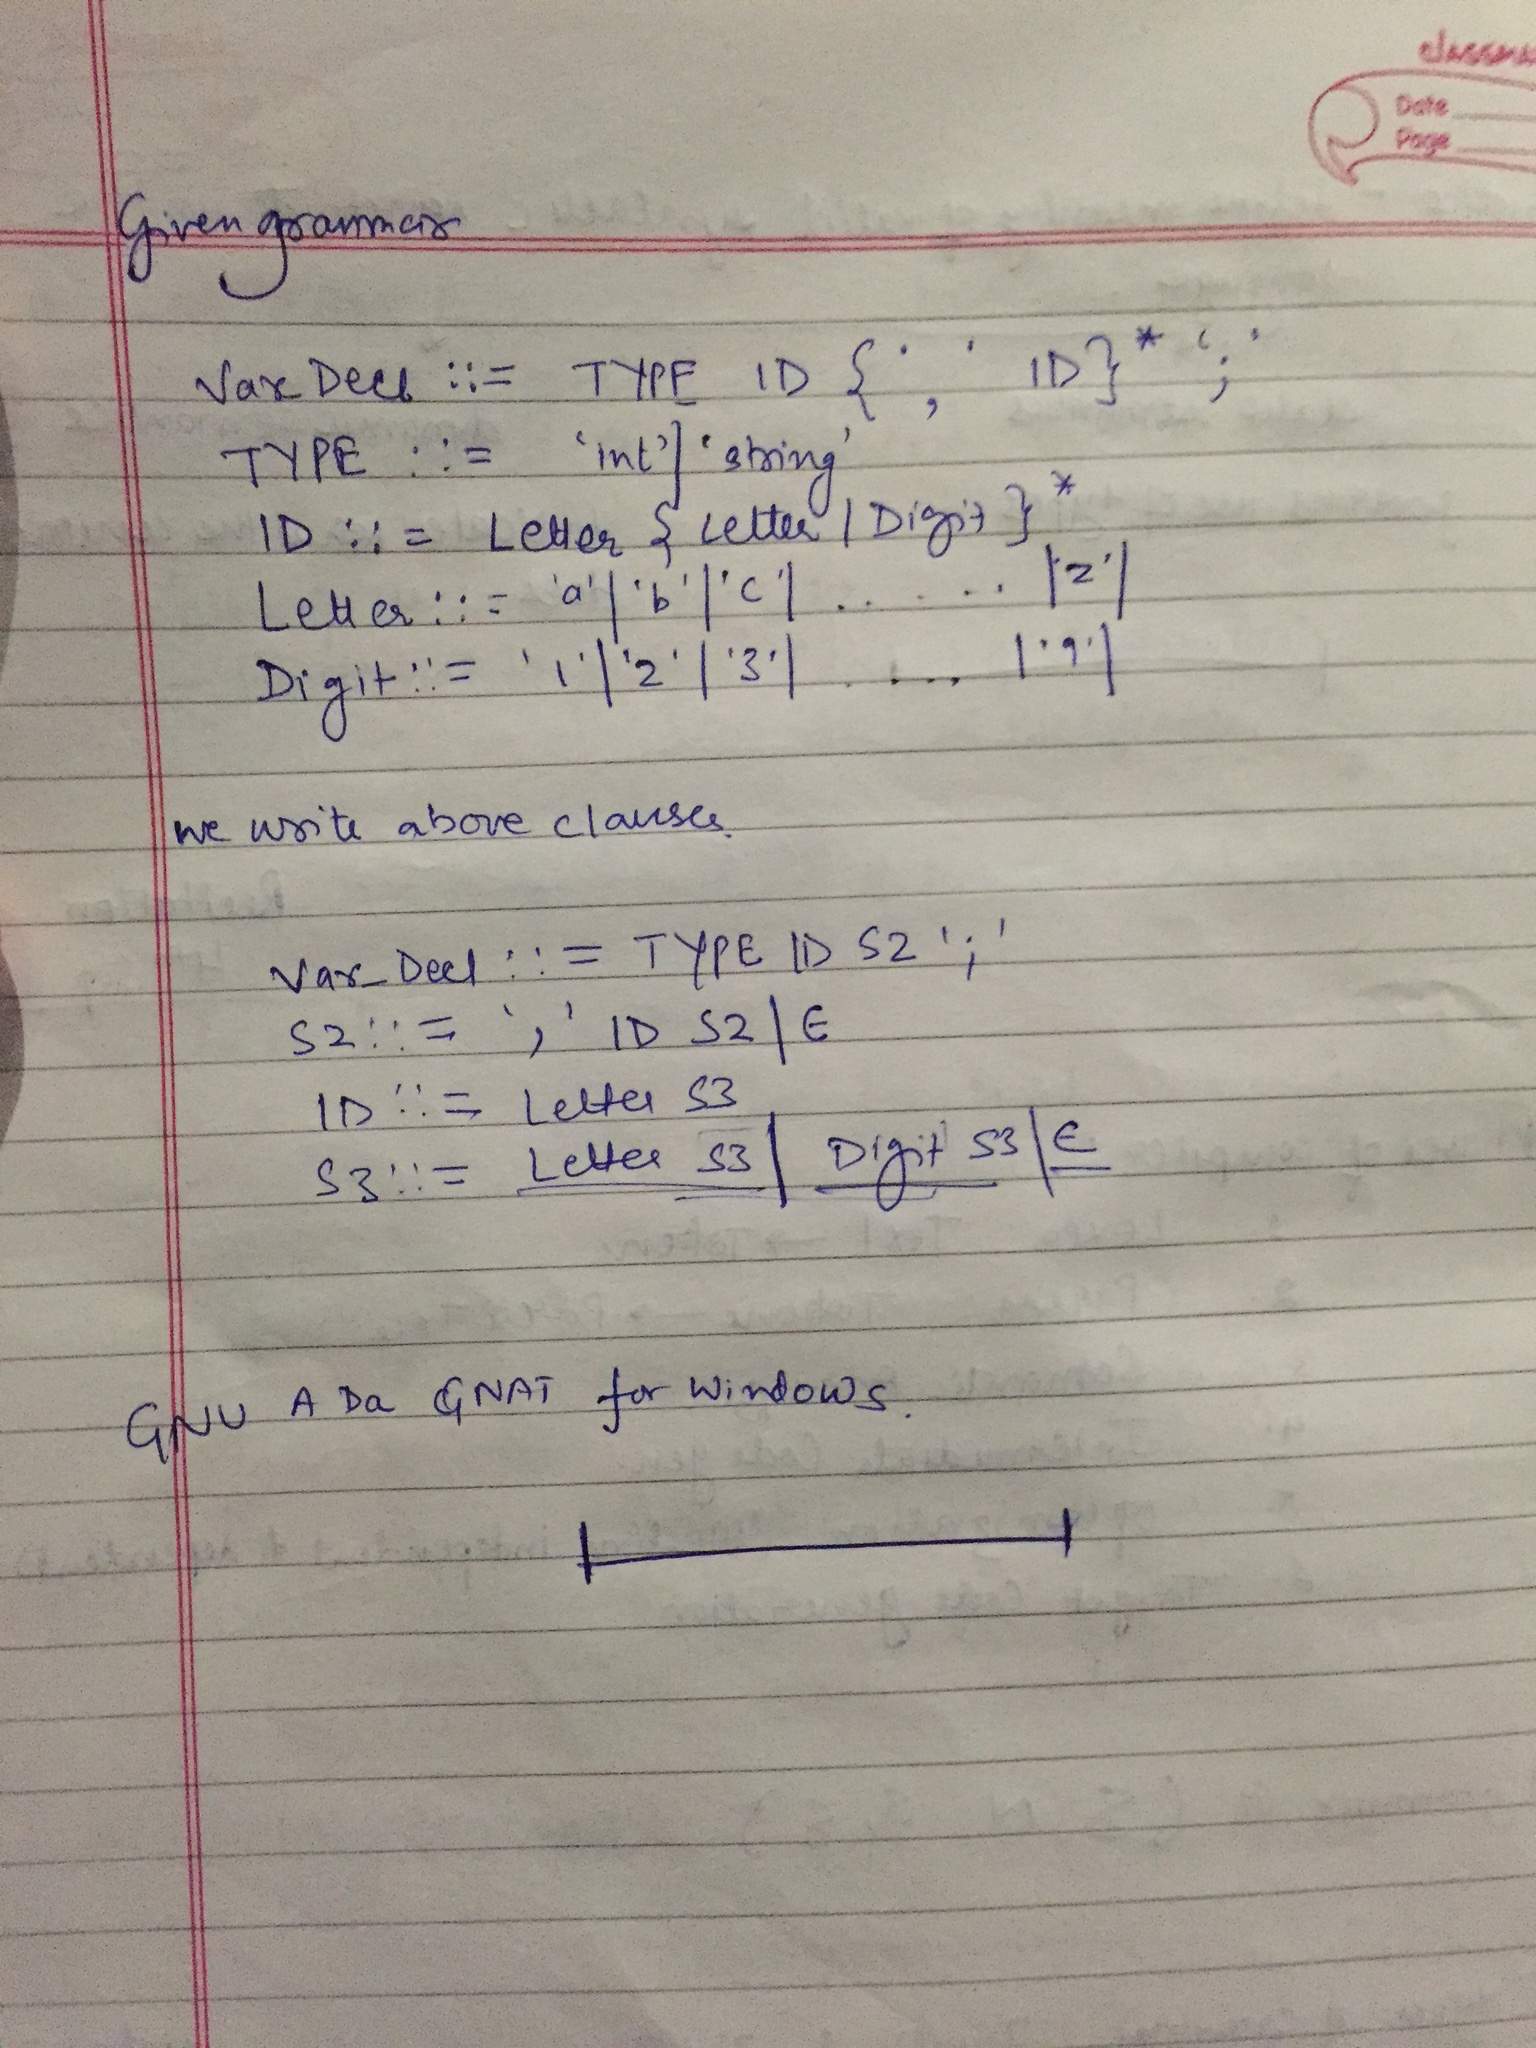 classma
Date
Page
Given grammar
Var Decl ::= TYPE ID {',' ID}* ';'
TYPE ::= 'int'|'string'
ID ::= Letter {Letter | Digit}*
Letter ::= 'a'|'b'|'c'| ...... |'z'|
Digit ::= '1'|'2'|'3'| ..... |'9'|
we write above clauses.
Var_Decl ::= TYPE ID S2 ';'
S2 ::= ',' ID S2 | ε
ID ::= Letter S3
S3 ::= Letter S3 | Digit S3 | ε
GNU ADa GNAT for Windows.